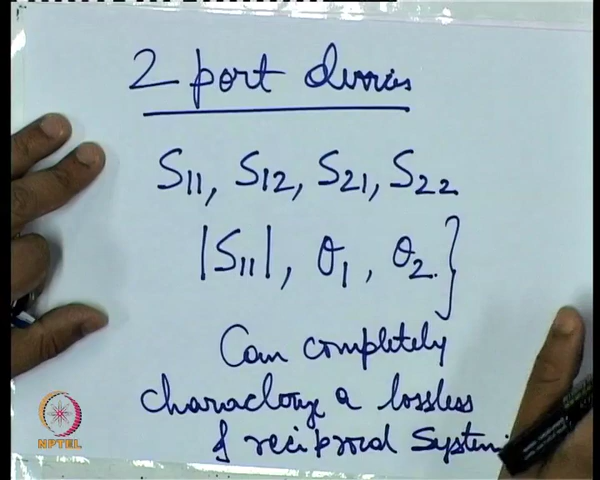 2 port devices
S11, S12, S21, S22
|S11|, θ1, θ2. }
Can completely
characterize a lossless
& reciprocal System.
NPTEL